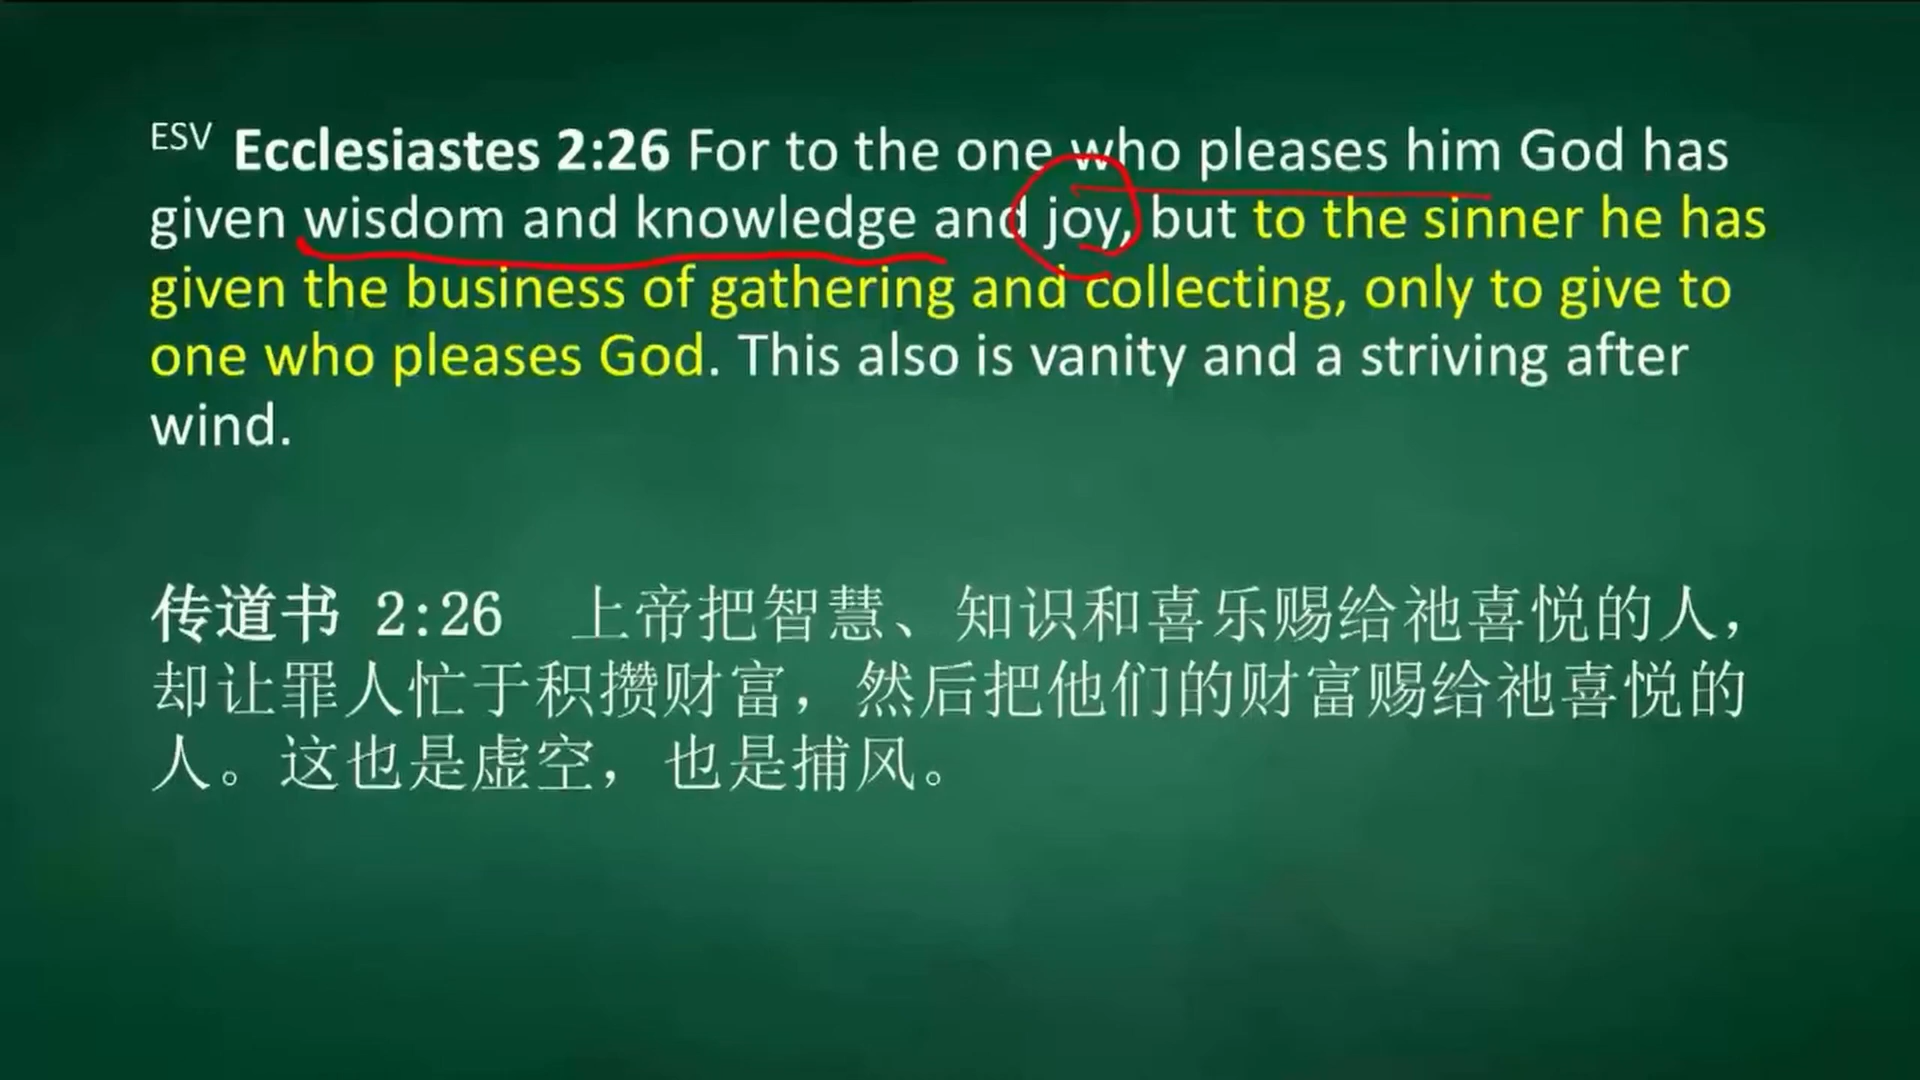 ESV Ecclesiastes 2:26 For to the one who pleases him God has
given wisdom and knowledge and joy, but to the sinner he has
given the business of gathering and collecting, only to give to
one who pleases God. This also is vanity and a striving after
wind.
传道书 2:26 上帝把智慧、知识和喜乐赐给祂喜悦的人，
却让罪人忙于积攒财富，然后把他们的财富赐给祂喜悦的
人。这也是虚空，也是捕风。